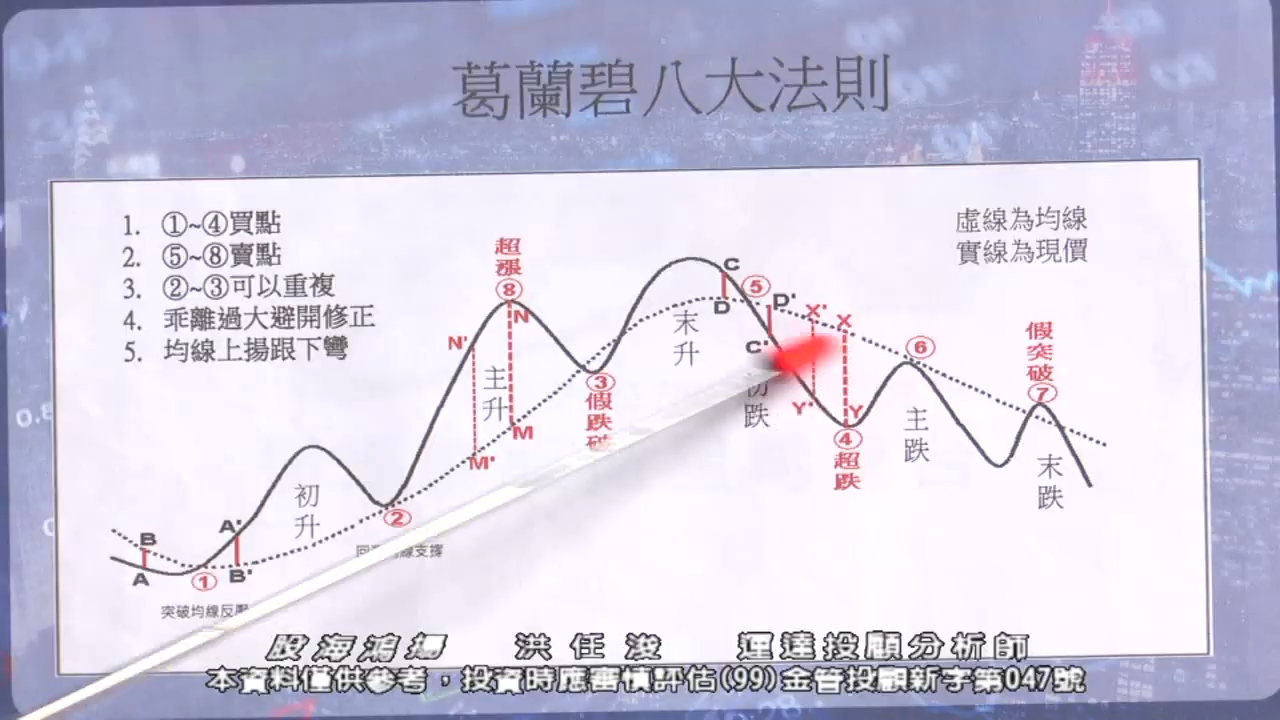 葛蘭碧八大法則
1. ①~④買點
2. ⑤~⑧賣點
3. ②~③可以重複
4. 乖離過大避開修正
5. 均線上揚跟下彎
虛線為均線
實線為現價
超漲
⑧
N
N'
主升
M
M'
③
假跌
末升
C
D
⑤
D'
C'
跌
X'
X
Y'
Y
④
超跌
⑥
主跌
假突破
⑦
末跌
初升
②
線支撐
B
A
A'
B'
①
突破均線反壓
股海鴻揚 洪任浚 運達投顧分析師
本資料僅供參考，投資時應審慎評估(99)金管投顧新字第047號